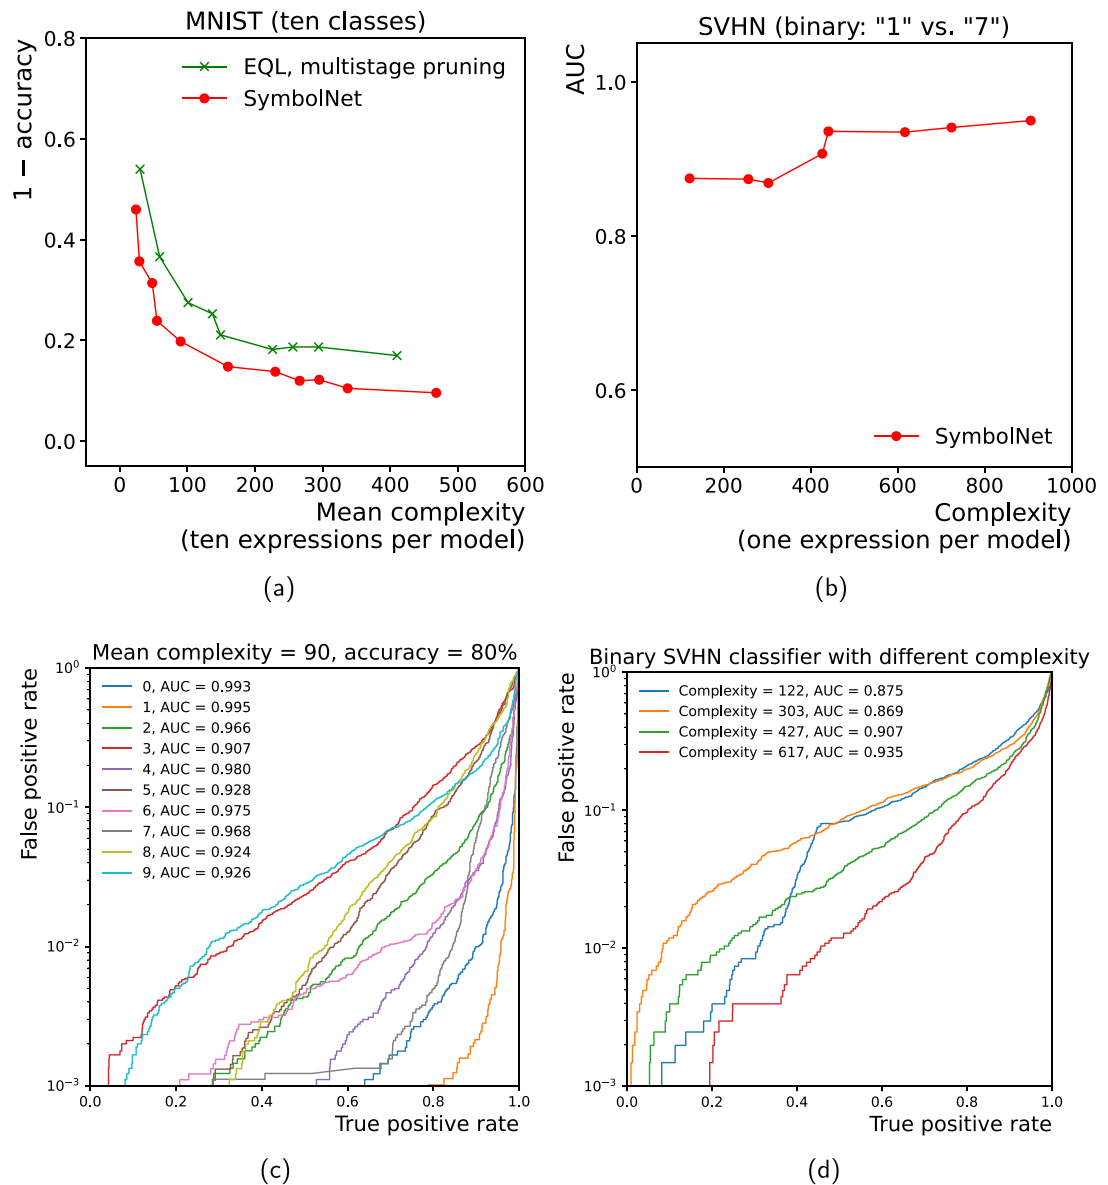 MNIST (ten classes)
1 − accuracy
0.8
0.6
0.4
0.2
0.0
EQL, multistage pruning
SymbolNet
0 100 200 300 400 500 600
Mean complexity
(ten expressions per model)
(a)
SVHN (binary: "1" vs. "7")
AUC
1.0
0.8
0.6
SymbolNet
0 200 400 600 800 1000
Complexity
(one expression per model)
(b)
Mean complexity = 90, accuracy = 80%
False positive rate
10⁰
10⁻¹
10⁻²
10⁻³
0, AUC = 0.993
1, AUC = 0.995
2, AUC = 0.966
3, AUC = 0.907
4, AUC = 0.980
5, AUC = 0.928
6, AUC = 0.975
7, AUC = 0.968
8, AUC = 0.924
9, AUC = 0.926
0.0 0.2 0.4 0.6 0.8 1.0
True positive rate
(c)
Binary SVHN classifier with different complexity
False positive rate
10⁰
10⁻¹
10⁻²
10⁻³
Complexity = 122, AUC = 0.875
Complexity = 303, AUC = 0.869
Complexity = 427, AUC = 0.907
Complexity = 617, AUC = 0.935
0.0 0.2 0.4 0.6 0.8 1.0
True positive rate
(d)